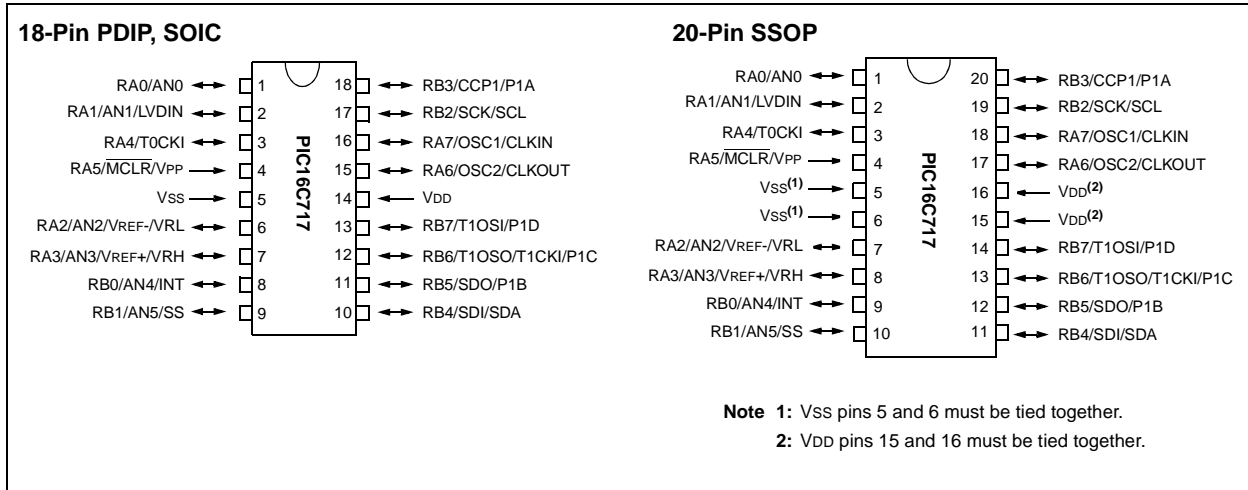 18-Pin PDIP, SOIC
RA0/AN0 1 18 RB3/CCP1/P1A
RA1/AN1/LVDIN 2 17 RB2/SCK/SCL
RA4/T0CKI 3 16 RA7/OSC1/CLKIN
RA5/MCLR/VPP 4 15 RA6/OSC2/CLKOUT
VSS 5 14 VDD
RA2/AN2/VREF-/VRL 6 13 RB7/T1OSI/P1D
RA3/AN3/VREF+/VRH 7 12 RB6/T1OSO/T1CKI/P1C
RB0/AN4/INT 8 11 RB5/SDO/P1B
RB1/AN5/SS 9 10 RB4/SDI/SDA
PIC16C717
20-Pin SSOP
RA0/AN0 1 20 RB3/CCP1/P1A
RA1/AN1/LVDIN 2 19 RB2/SCK/SCL
RA4/T0CKI 3 18 RA7/OSC1/CLKIN
RA5/MCLR/VPP 4 17 RA6/OSC2/CLKOUT
VSS(1) 5 16 VDD(2)
VSS(1) 6 15 VDD(2)
RA2/AN2/VREF-/VRL 7 14 RB7/T1OSI/P1D
RA3/AN3/VREF+/VRH 8 13 RB6/T1OSO/T1CKI/P1C
RB0/AN4/INT 9 12 RB5/SDO/P1B
RB1/AN5/SS 10 11 RB4/SDI/SDA
PIC16C717
Note 1: VSS pins 5 and 6 must be tied together.
2: VDD pins 15 and 16 must be tied together.